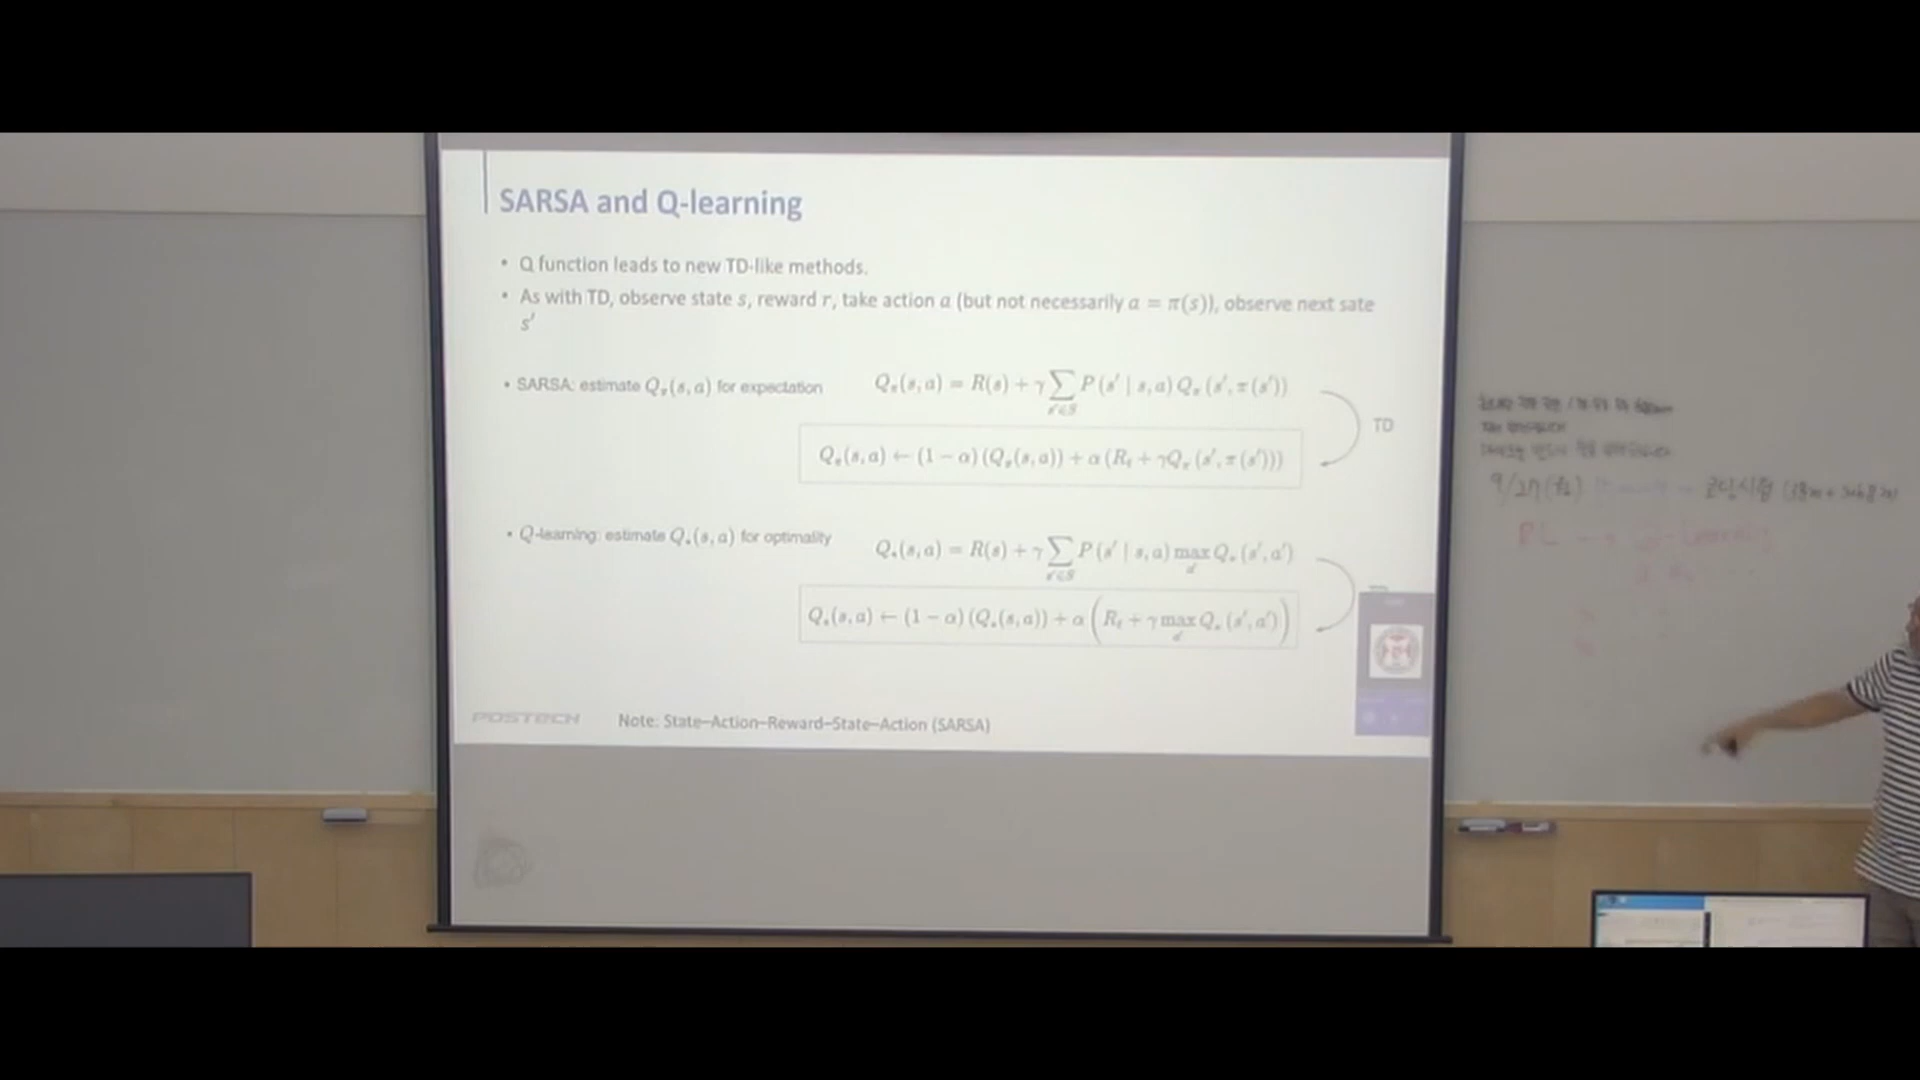 SARSA and Q-learning
• Q function leads to new TD-like methods.
• As with TD, observe state s, reward r, take action a (but not necessarily a = π(s)), observe next sate
s′
• SARSA: estimate Qπ(s, a) for expectation
Qπ(s, a) = R(s) + γ ∑ s′∈S P (s′ | s, a) Qπ (s′, π(s′))
TD
Qπ(s, a) ← (1 − α) (Qπ(s, a)) + α (Rt + γQπ (s′, π(s′)))
• Q-learning: estimate Q*(s, a) for optimality
Q*(s, a) = R(s) + γ ∑ s′∈S P (s′ | s, a) max a′ Q* (s′, a′)
Q*(s, a) ← (1 − α) (Q*(s, a)) + α (Rt + γ max a′ Q* (s′, a′))
POSTECH
Note: State–Action–Reward–State–Action (SARSA)
RL → Q-Learning